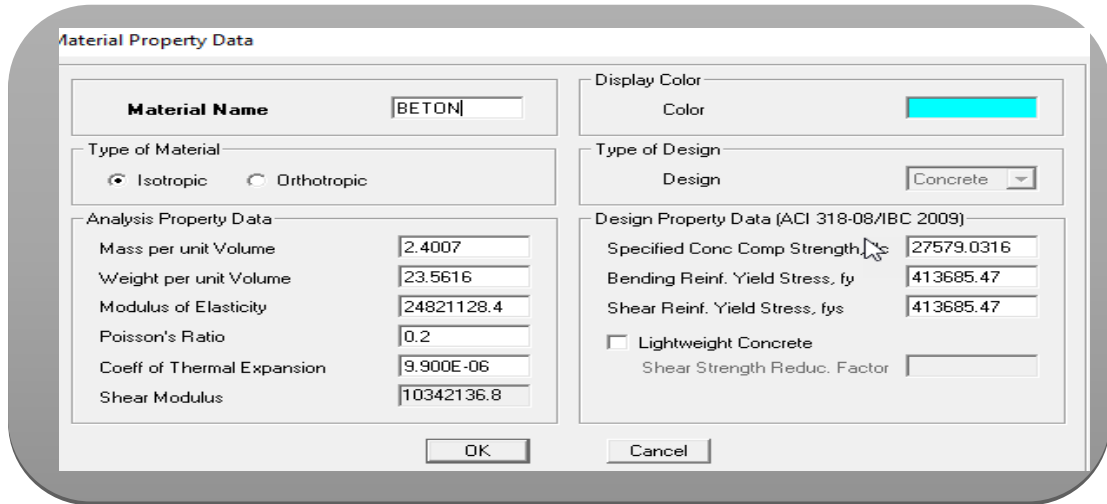 Material Property Data
Material Name BETON
Display Color
Color
Type of Material
Isotropic Orthotropic
Type of Design
Design Concrete
Analysis Property Data
Mass per unit Volume 2.4007
Weight per unit Volume 23.5616
Modulus of Elasticity 24821128.4
Poisson's Ratio 0.2
Coeff of Thermal Expansion 9.900E-06
Shear Modulus 10342136.8
Design Property Data (ACI 318-08/IBC 2009)
Specified Conc Comp Strength, 27579.0316
Bending Reinf. Yield Stress, fy 413685.47
Shear Reinf. Yield Stress, fys 413685.47
Lightweight Concrete
Shear Strength Reduc. Factor
OK Cancel